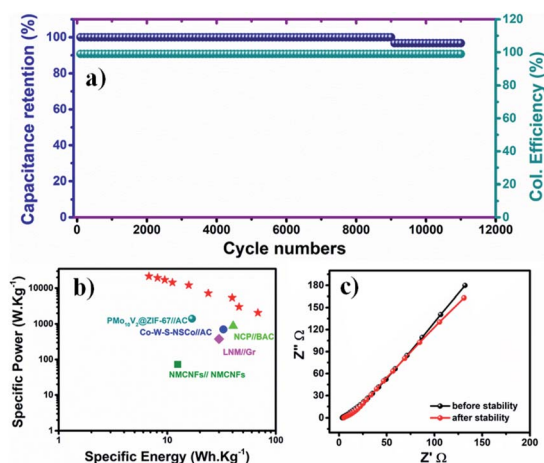 a)
Capacitance retention (%)
100
80
60
40
20
0
120
100
80
60
40
20
0
Col. Efficiency (%)
0 2000 4000 6000 8000 10000 12000
Cycle numbers
b)
Specific Power (W.Kg⁻¹)
10000
1000
100
10
1
PMo₁₀V₂@ZIF-67//AC
Co-W-S-NSCo//AC
NCP//BAC
LNM//Gr
NMCNFs// NMCNFs
1 10 100
Specific Energy (Wh.Kg⁻¹)
c)
Z'' Ω
180
150
120
90
60
30
0
before stability
after stability
0 50 100 150
Z' Ω